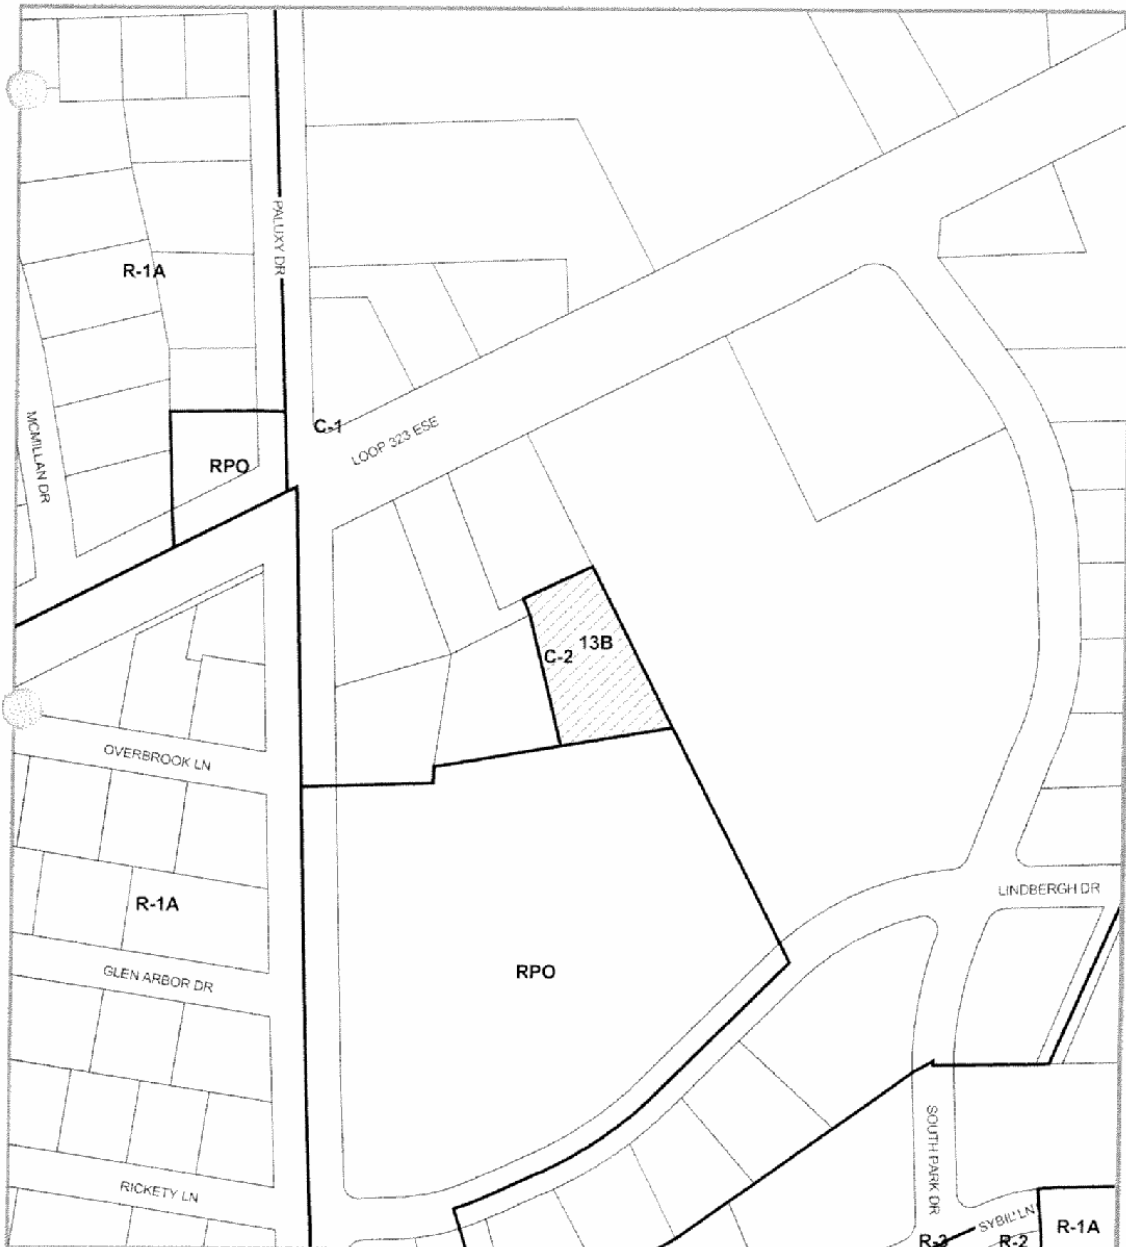 PALUXY DR
R-1A
MCMILLAN DR
C-1
LOOP 323 ESE
RPO
13B
C-2
OVERBROOK LN
LINDBERGH DR
R-1A
RPO
GLEN ARBOR DR
SOUTH PARK DR
RICKETY LN
SYBIL LN
R-1A
R-2